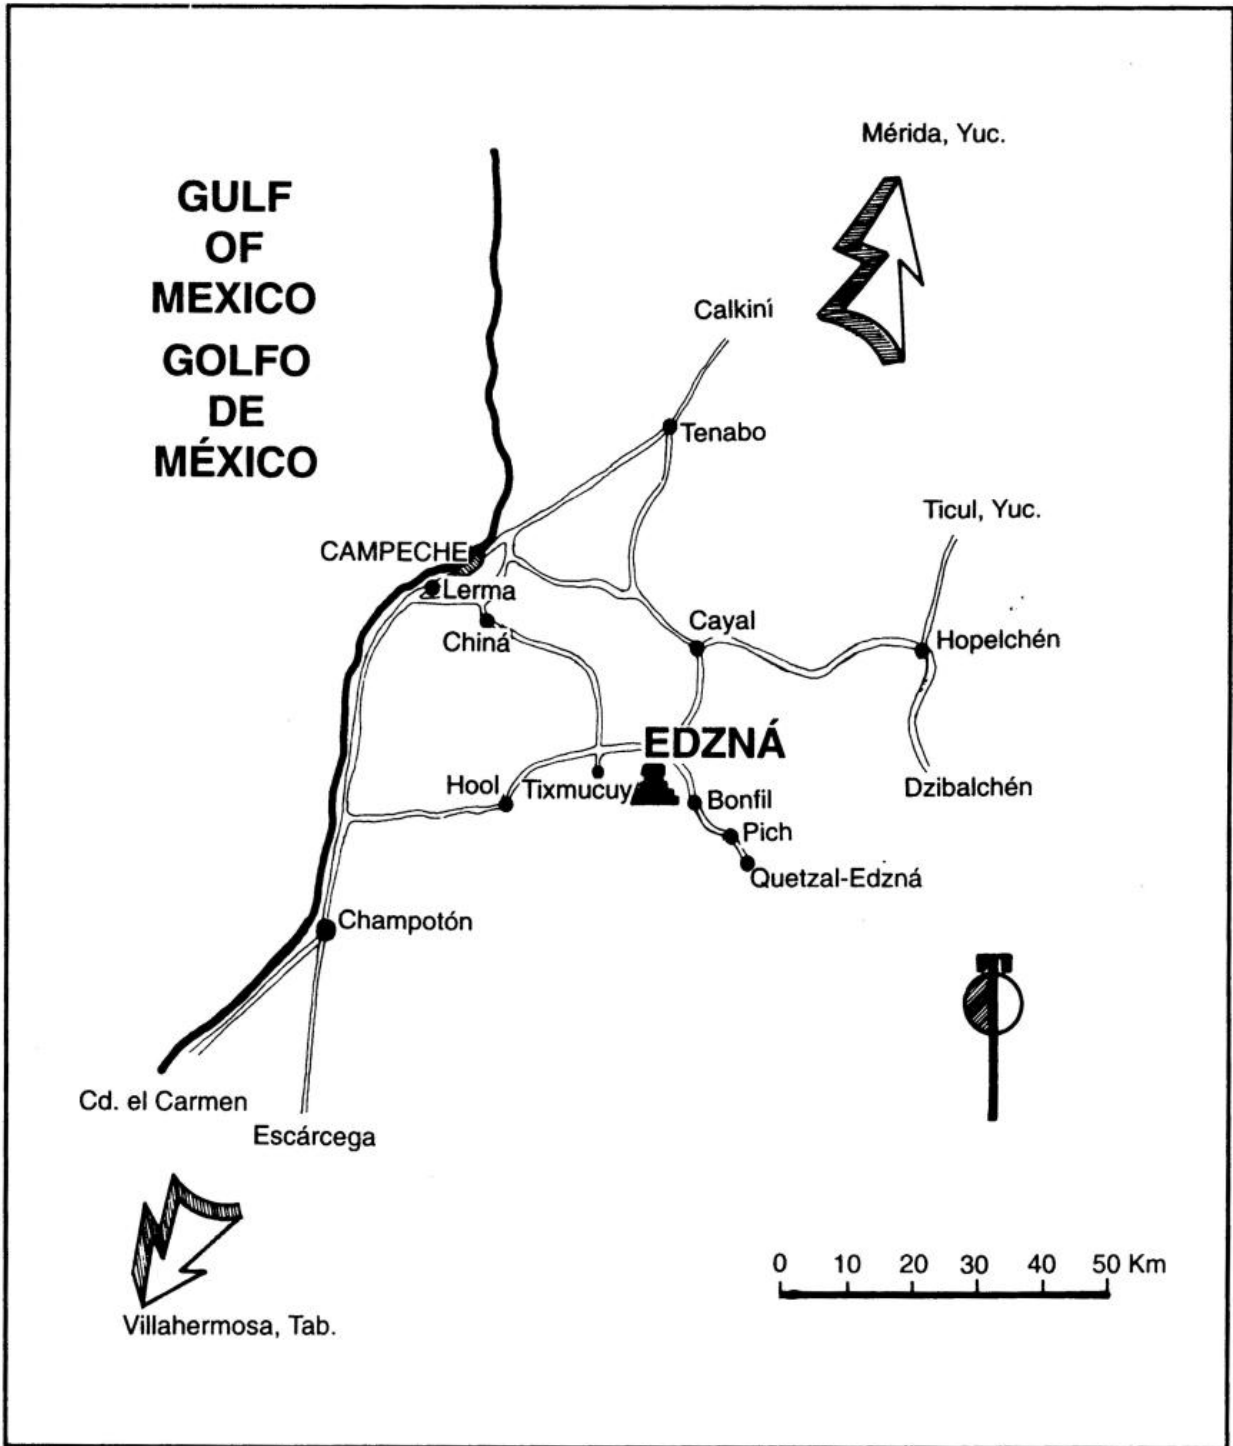 Mérida, Yuc.
GULF
OF
MEXICO
GOLFO
DE
MÉXICO
Calkiní
Tenabo
Ticul, Yuc.
CAMPECHE
Lerma
Chiná
Cayal
Hopelchén
EDZNÁ
Hool
Tixmucuy
Bonfil
Dzibalchén
Pich
Quetzal-Edzná
Champotón
Cd. el Carmen
Escárcega
0 10 20 30 40 50 Km
Villahermosa, Tab.